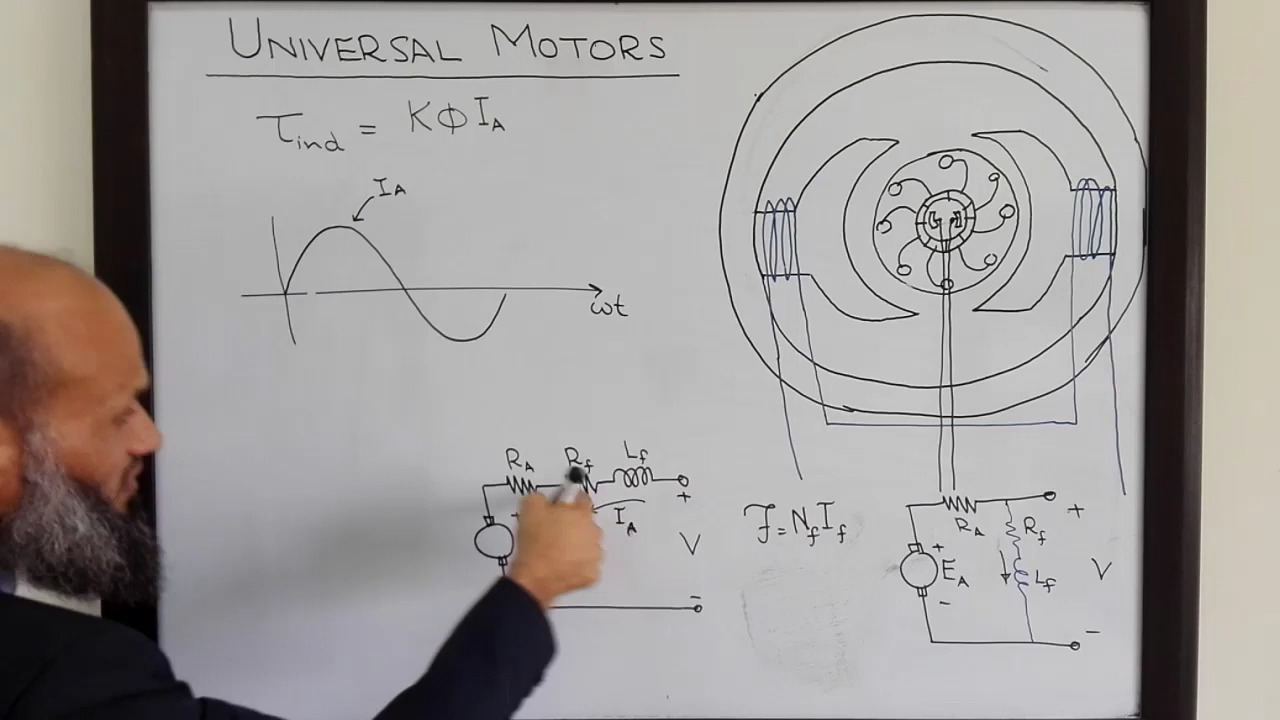 UNIVERSAL MOTORS
τind = KΦIA
IA
ωt
RA Rf Lf
+
IA
V
-
F = NfIf
RA
+
Rf
+
EA
Lf
V
-
-